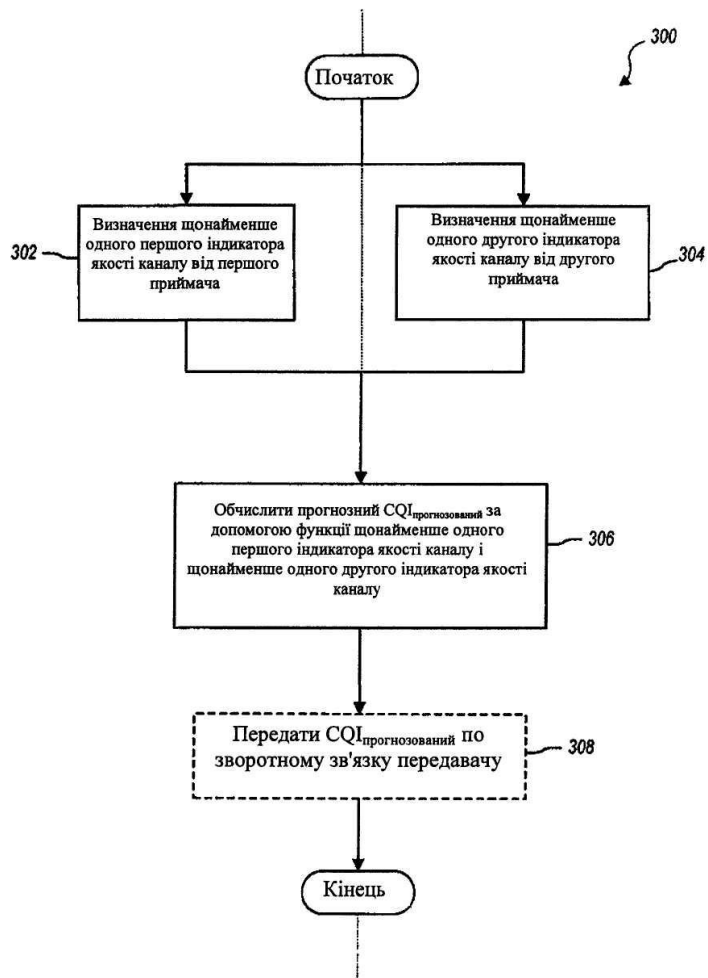 300
Початок
Визначення щонайменше
одного першого індикатора
якості каналу від першого
приймача
302
Визначення щонайменше
одного другого індикатора
якості каналу від другого
приймача
304
Обчислити прогнозний CQIпрогнозований за
допомогою функції щонайменше одного
першого індикатора якості каналу і
щонайменше одного другого індикатора якості
каналу
306
Передати CQIпрогнозований по
зворотному зв'язку передавачу
308
Кінець